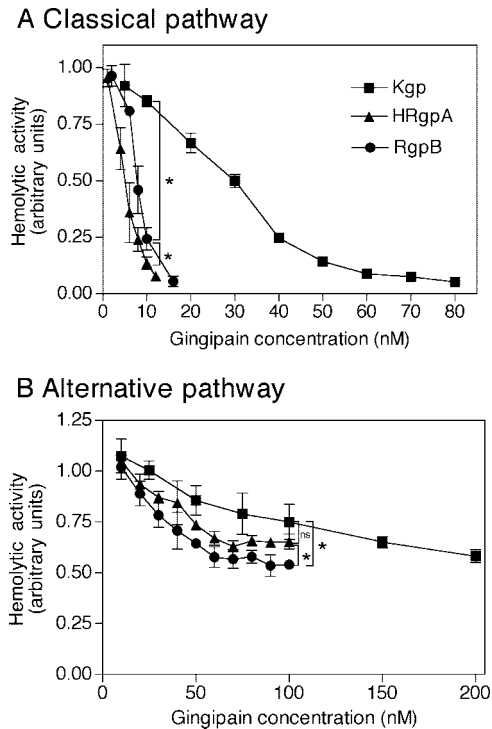 A Classical pathway
Hemolytic activity
(arbitrary units)
1.00
0.75
0.50
0.25
0.00
Kgp
HRgpA
RgpB
*
*
0 10 20 30 40 50 60 70 80
Gingipain concentration (nM)
B Alternative pathway
Hemolytic activity
(arbitrary units)
1.25
1.00
0.75
0.50
0.25
0.00
ns
*
*
0 50 100 150 200
Gingipain concentration (nM)